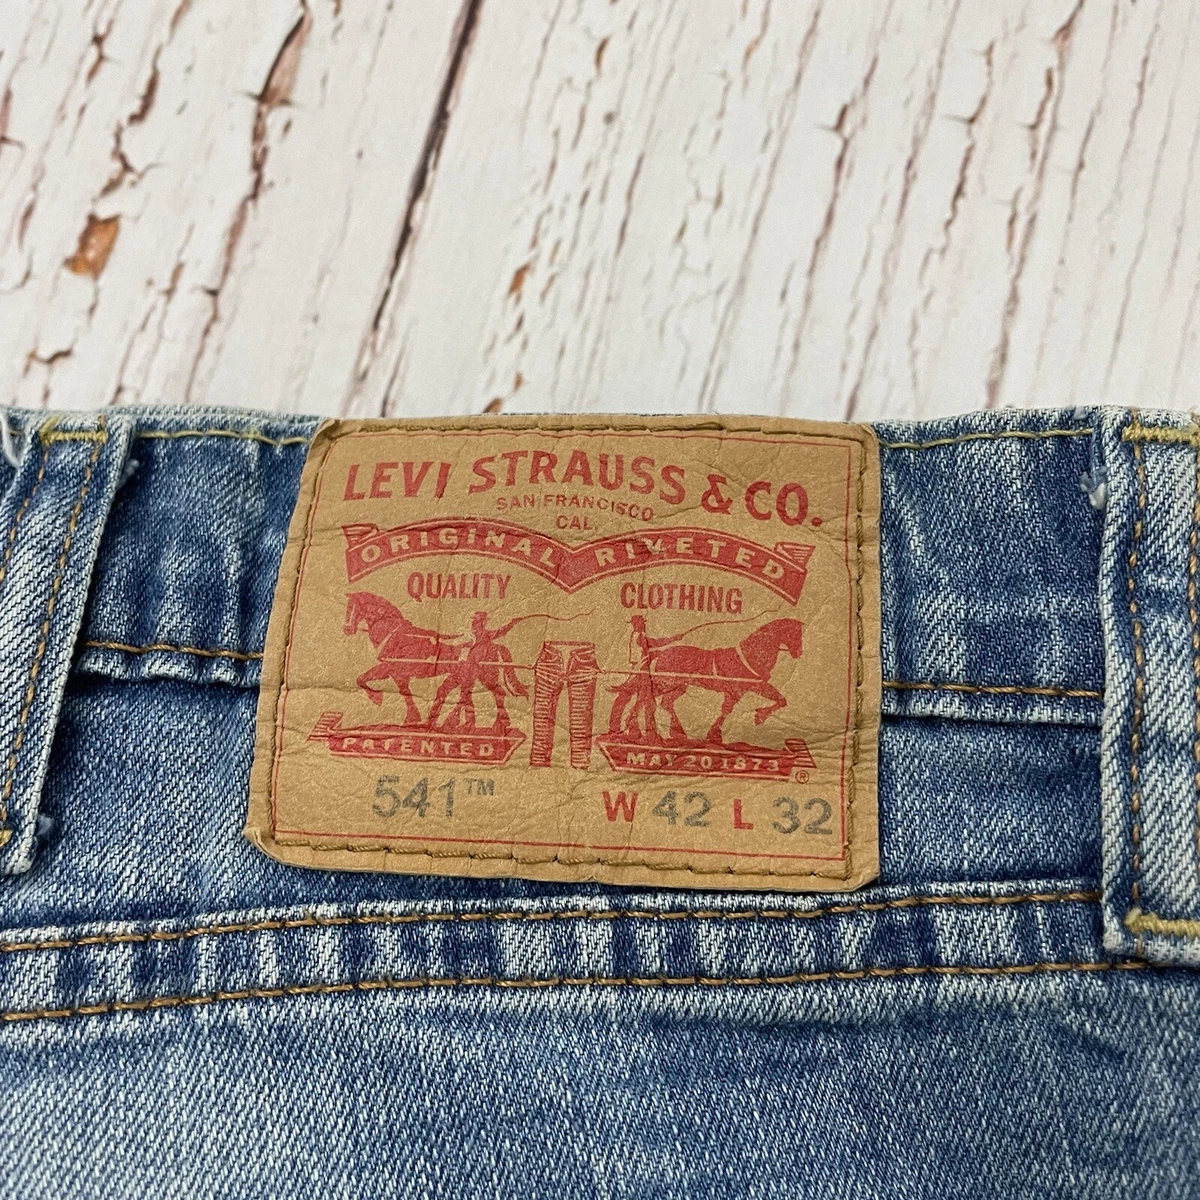 LEVI STRAUSS & CO.
SAN FRANCISCO
CAL.
ORIGINAL RIVETED
QUALITY CLOTHING
PATENTED MAY 20 1873 ®
541™ W 42 L 32